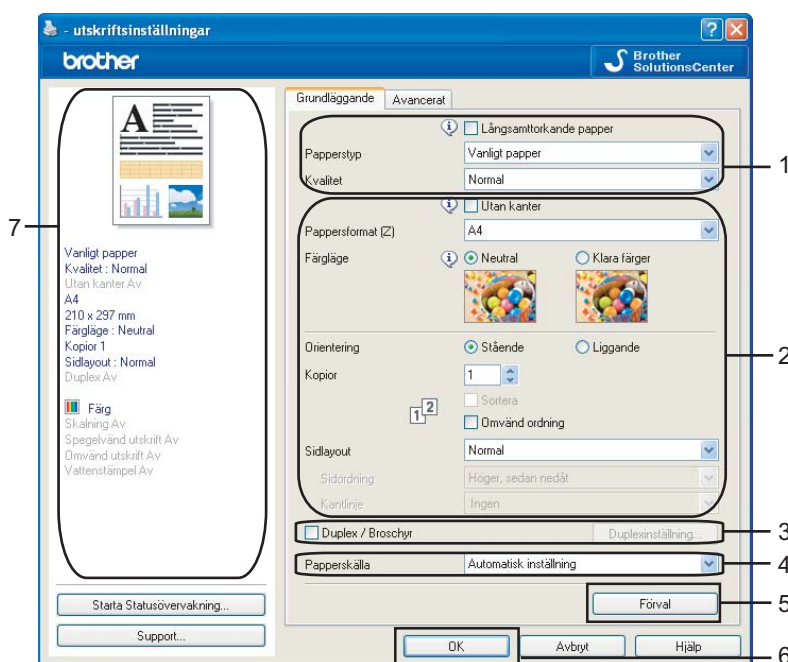 - utskriftsinställningar
brother
Brother
SolutionsCenter
Grundläggande Avancerat
A
Långsamttorkande papper
Papperstyp Vanligt papper
Kvalitet Normal
1
Utan kanter
Pappersformat (Z) A4
Färgläge Neutral Klara färger
Orientering Stående Liggande
Kopior 1
Sortera
12
Omvänd ordning
Sidlayout Normal
Sidordning Höger, sedan nedåt
Kantlinje Ingen
2
Duplex / Broschyr Duplexinställning...
3
Papperskälla Automatisk inställning
4
Förval
5
7
Vanligt papper
Kvalitet : Normal
Utan kanter Av
A4
210 x 297 mm
Färgläge : Neutral
Kopior 1
Sidlayout : Normal
Duplex Av
Färg
Skalning Av
Spegelvänd utskrift Av
Omvänd utskrift Av
Vattenstämpel Av
Starta Statusövervakning...
Support...
OK Avbryt Hjälp
6